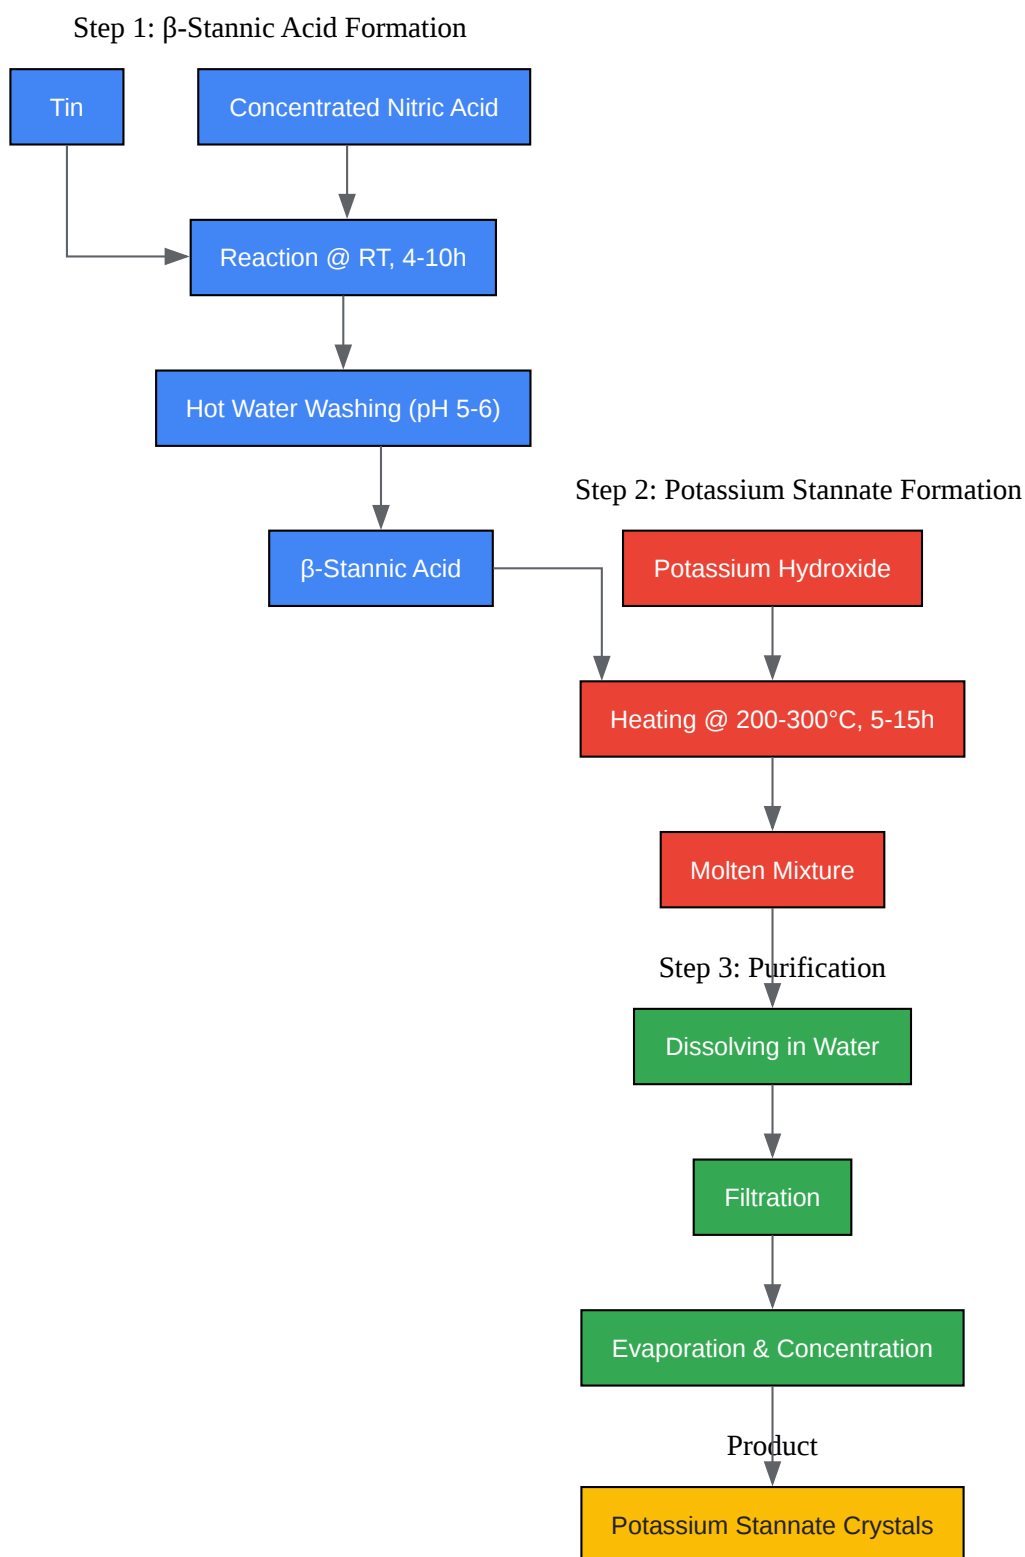 Step 1: β-Stannic Acid Formation
Tin
Concentrated Nitric Acid
Reaction @ RT, 4-10h
Hot Water Washing (pH 5-6)
β-Stannic Acid
Step 2: Potassium Stannate Formation
Potassium Hydroxide
Heating @ 200-300°C, 5-15h
Molten Mixture
Step 3: Purification
Dissolving in Water
Filtration
Evaporation & Concentration
Product
Potassium Stannate Crystals